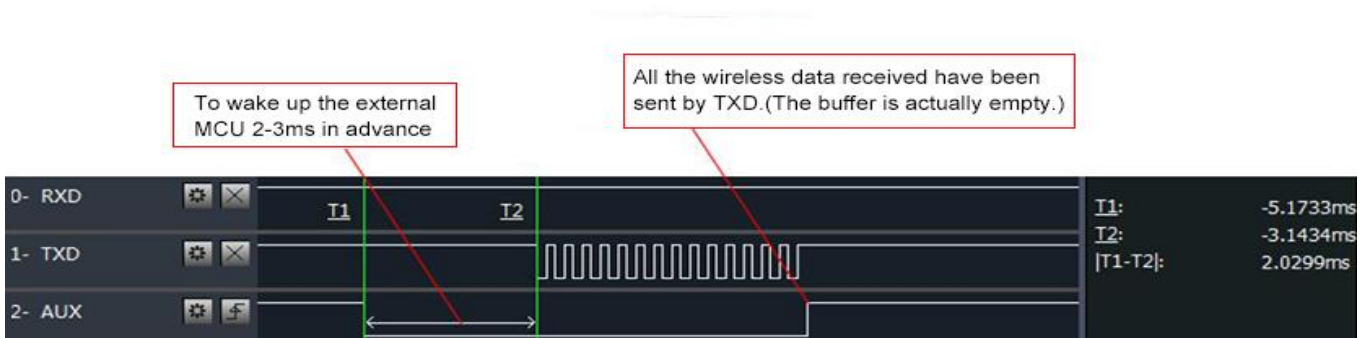 To wake up the external
MCU 2-3ms in advance
All the wireless data received have been
sent by TXD.(The buffer is actually empty.)
0- RXD
T1
T2
T1: -5.1733ms
T2: -3.1434ms
|T1-T2|: 2.0299ms
1- TXD
2- AUX